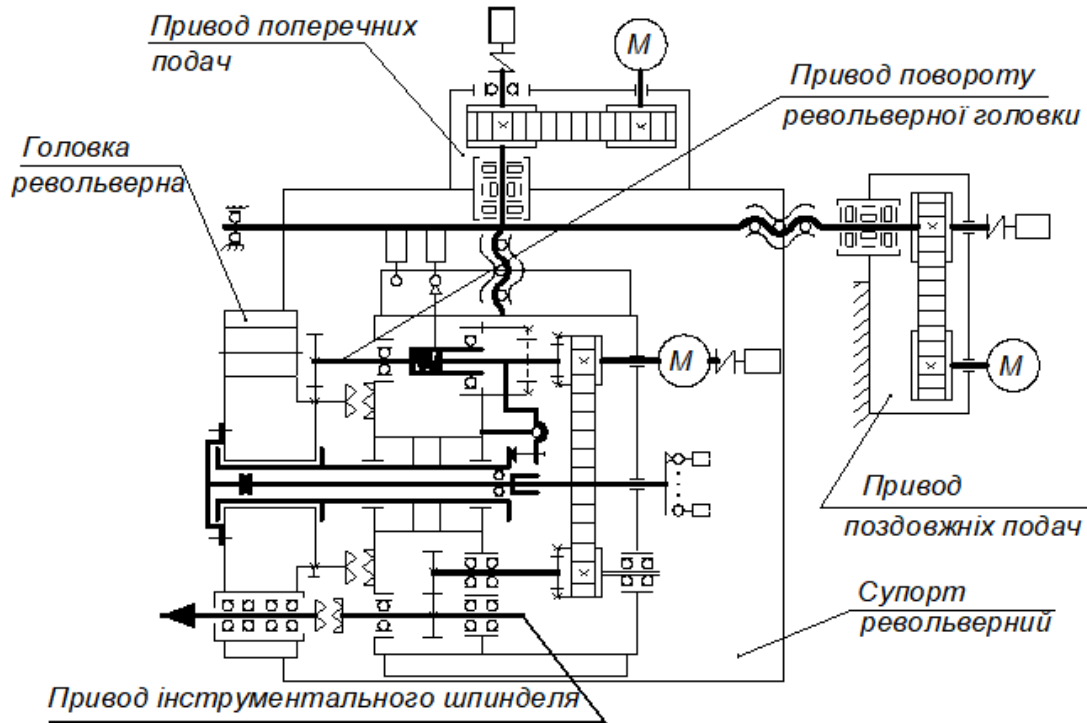 Привод поперечних
подач
М
Привод повороту
револьверної головки
Головка
револьверна
М
М
Привод
поздовжніх подач
Супорт
револьверний
Привод інструментального шпинделя